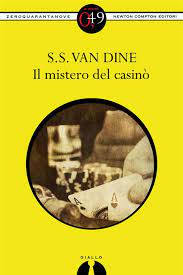 ZEROQUARANTANOVE
0,49
NEWTON COMPTON EDITORI
S.S. VAN DINE
Il mistero del casinò
A
GIALLO